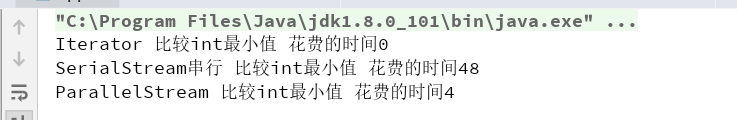 "C:\Program Files\Java\jdk1.8.0_101\bin\java.exe" ...
Iterator 比较int最小值 花费的时间0
SerialStream串行 比较int最小值 花费的时间48
ParallelStream 比较int最小值 花费的时间4